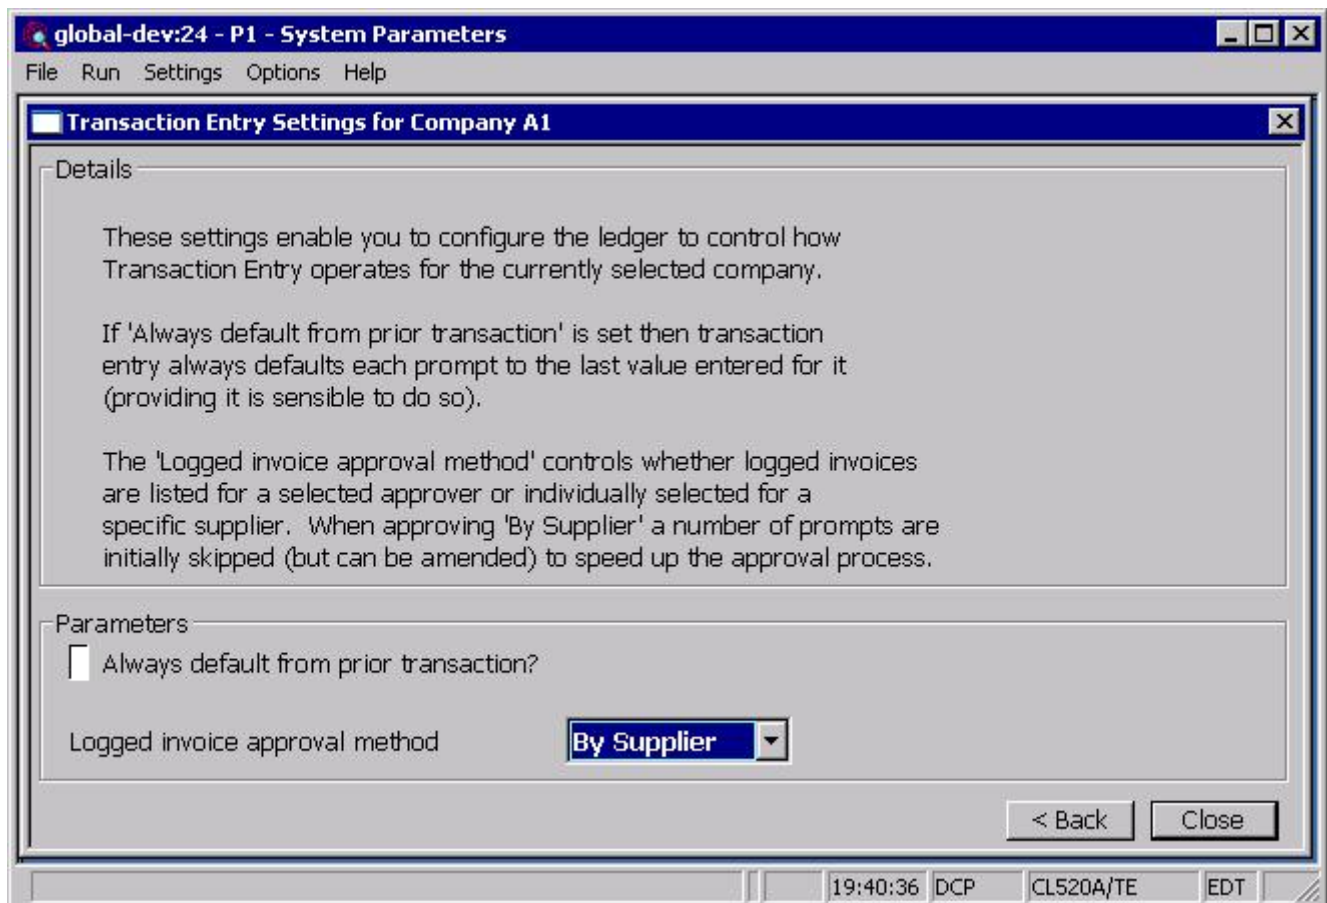 global-dev:24 - P1 - System Parameters
File Run Settings Options Help
Transaction Entry Settings for Company A1
Details
These settings enable you to configure the ledger to control how
Transaction Entry operates for the currently selected company.
If 'Always default from prior transaction' is set then transaction
entry always defaults each prompt to the last value entered for it
(providing it is sensible to do so).
The 'Logged invoice approval method' controls whether logged invoices
are listed for a selected approver or individually selected for a
specific supplier. When approving 'By Supplier' a number of prompts are
initially skipped (but can be amended) to speed up the approval process.
Parameters
Always default from prior transaction?
Logged invoice approval method By Supplier
< Back Close
19:40:36 DCP CL520A/TE EDT